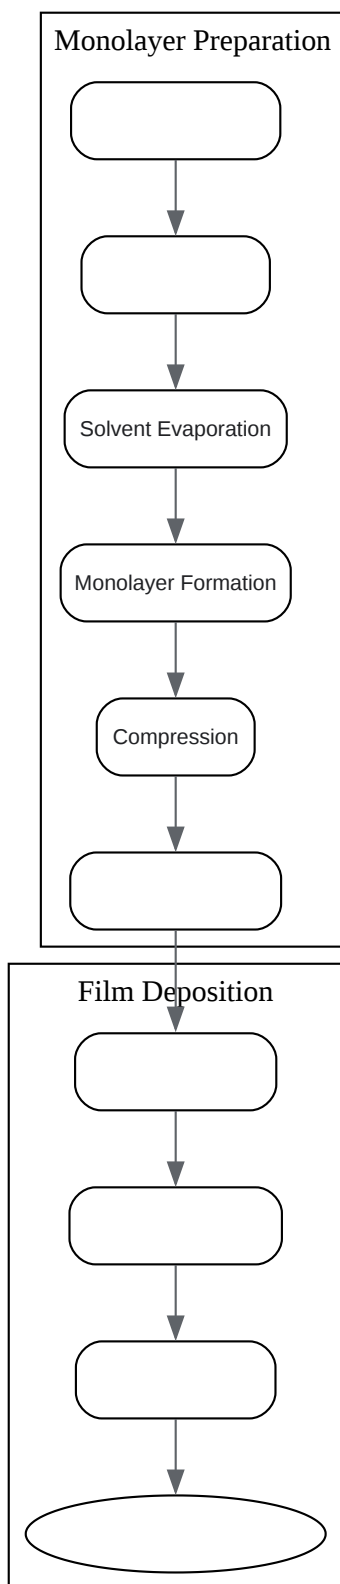 Monolayer Preparation
Solvent Evaporation
Monolayer Formation
Compression
Film Deposition